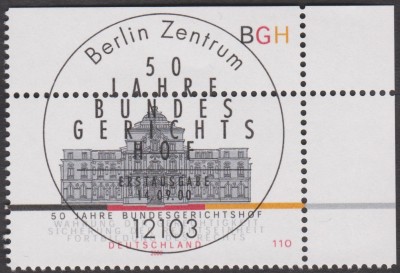 Berlin Zentrum
BGH
50
JAHRE
BUNDES
GERICHTS
HOF
ERSTAUSGABE
14.09.00
50 JAHRE BUNDESGERICHTSHOF
12103
DEUTSCHLAND
110